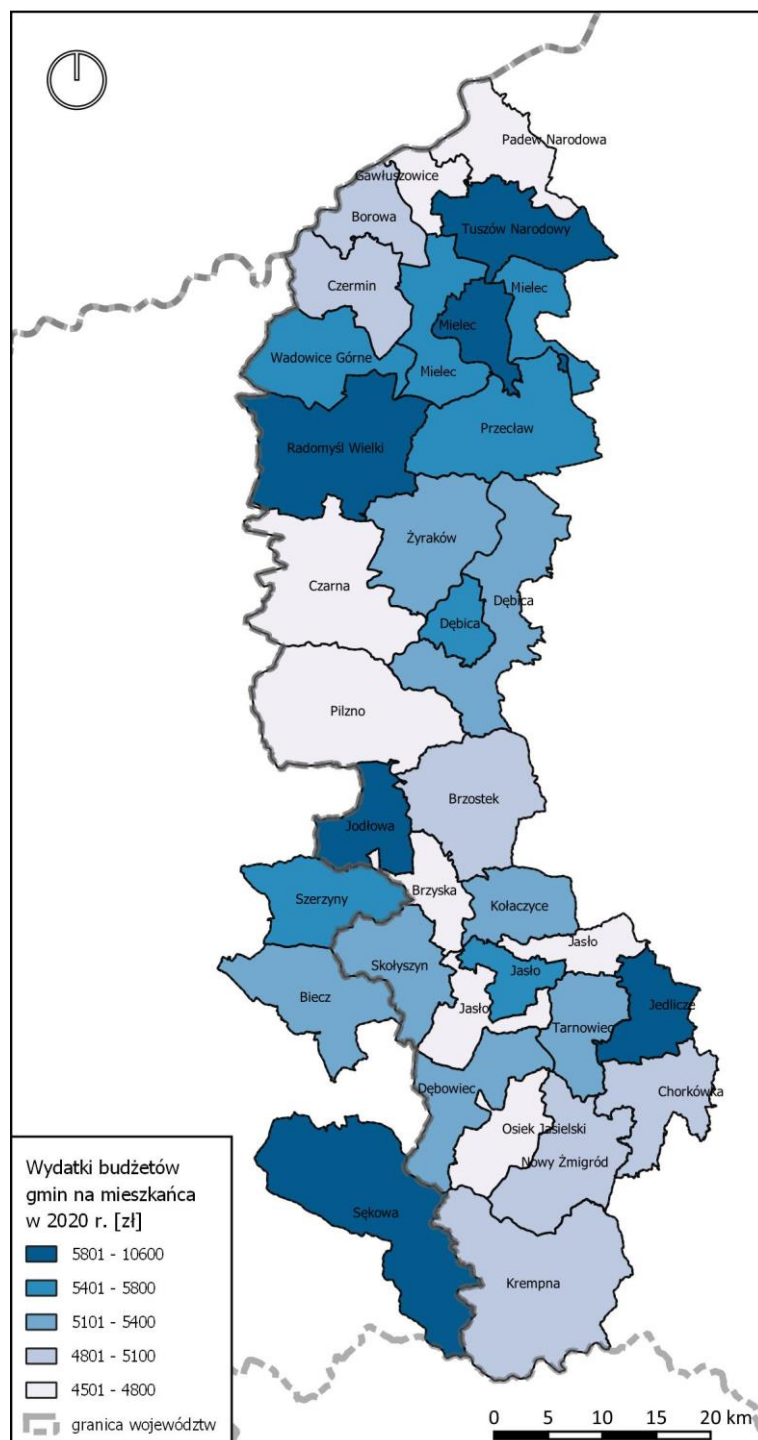 Padew Narodowa
Gawłuszowice
Borowa
Tuszów Narodowy
Czermin
Mielec
Mielec
Wadowice Górne
Mielec
Przecław
Radomyśl Wielki
Żyraków
Czarna
Dębica
Dębica
Pilzno
Brzostek
Jodłowa
Brzyska
Szerzyny
Kołaczyce
Jasło
Skołyszyn
Jasło
Biecz
Jasło
Jedlicze
Tarnowiec
Dębowiec
Chorkówka
Osiek Jasielski
Nowy Żmigród
Sękowa
Krempna
Wydatki budżetów
gmin na mieszkańca
w 2020 r. [zł]
5801 - 10600
5401 - 5800
5101 - 5400
4801 - 5100
4501 - 4800
granica województw
0 5 10 15 20 km